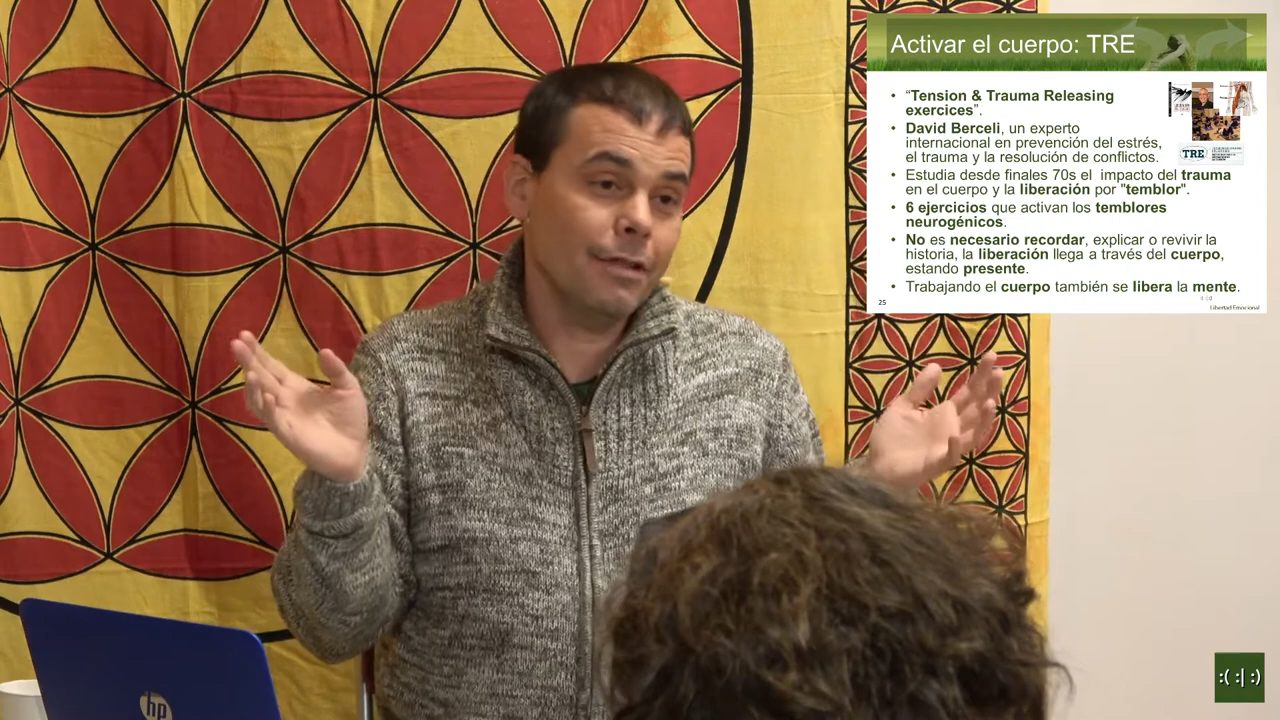 Activar el cuerpo: TRE
• “Tension & Trauma Releasing
exercices”.
• David Berceli, un experto
internacional en prevención del estrés,
el trauma y la resolución de conflictos.
• Estudia desde finales 70s el impacto del trauma
en el cuerpo y la liberación por "temblor".
• 6 ejercicios que activan los temblores
neurogénicos.
• No es necesario recordar, explicar o revivir la
historia, la liberación llega a través del cuerpo,
estando presente.
• Trabajando el cuerpo también se libera la mente.
25
Libertad Emocional
TRE
hp
:( :| :)